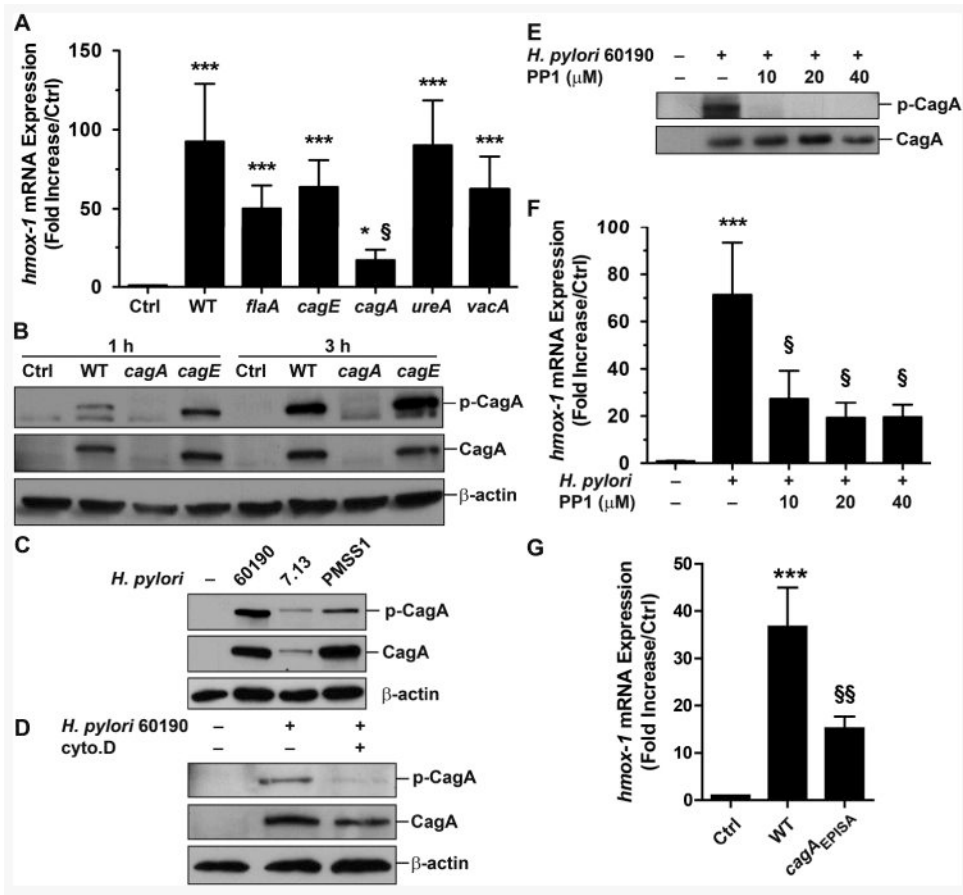 A
hmox-1 mRNA Expression
(Fold Increase/Ctrl)
150
100
50
0
*** *** *** * § *** ***
Ctrl WT flaA cagE cagA ureA vacA
B
1 h 3 h
Ctrl WT cagA cagE Ctrl WT cagA cagE
p-CagA
CagA
β-actin
C
H. pylori – 60190 7.13 PMSS1
p-CagA
CagA
β-actin
D
H. pylori 60190 – + +
cyto.D – – +
p-CagA
CagA
β-actin
E
H. pylori 60190 – + + + +
PP1 (μM) – – 10 20 40
p-CagA
CagA
F
hmox-1 mRNA Expression
(Fold Increase/Ctrl)
100
80
60
40
20
0
*** § § §
H. pylori – + + + +
PP1 (μM) – – 10 20 40
G
hmox-1 mRNA Expression
(Fold Increase/Ctrl)
50
40
30
20
10
0
*** §§
Ctrl WT cagAEPISA